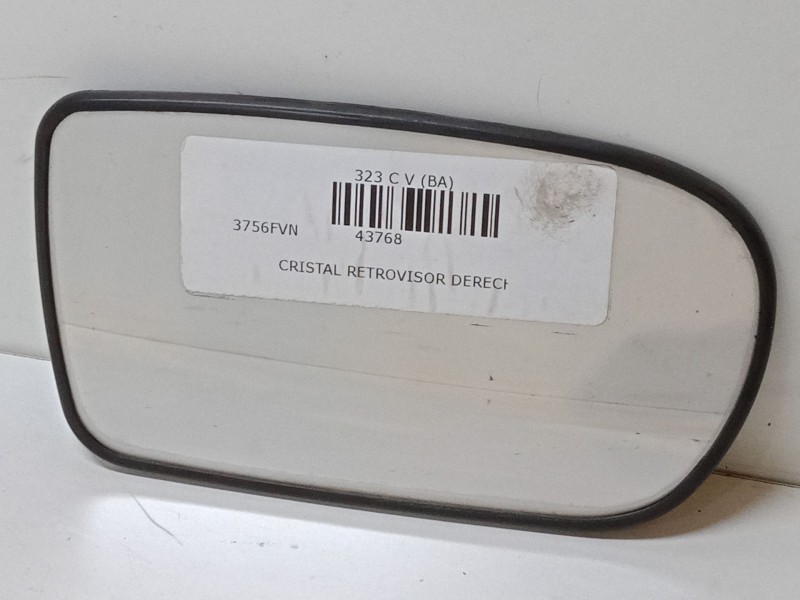 323 C V (BA)
3756FVN
43768
CRISTAL RETROVISOR DERECH